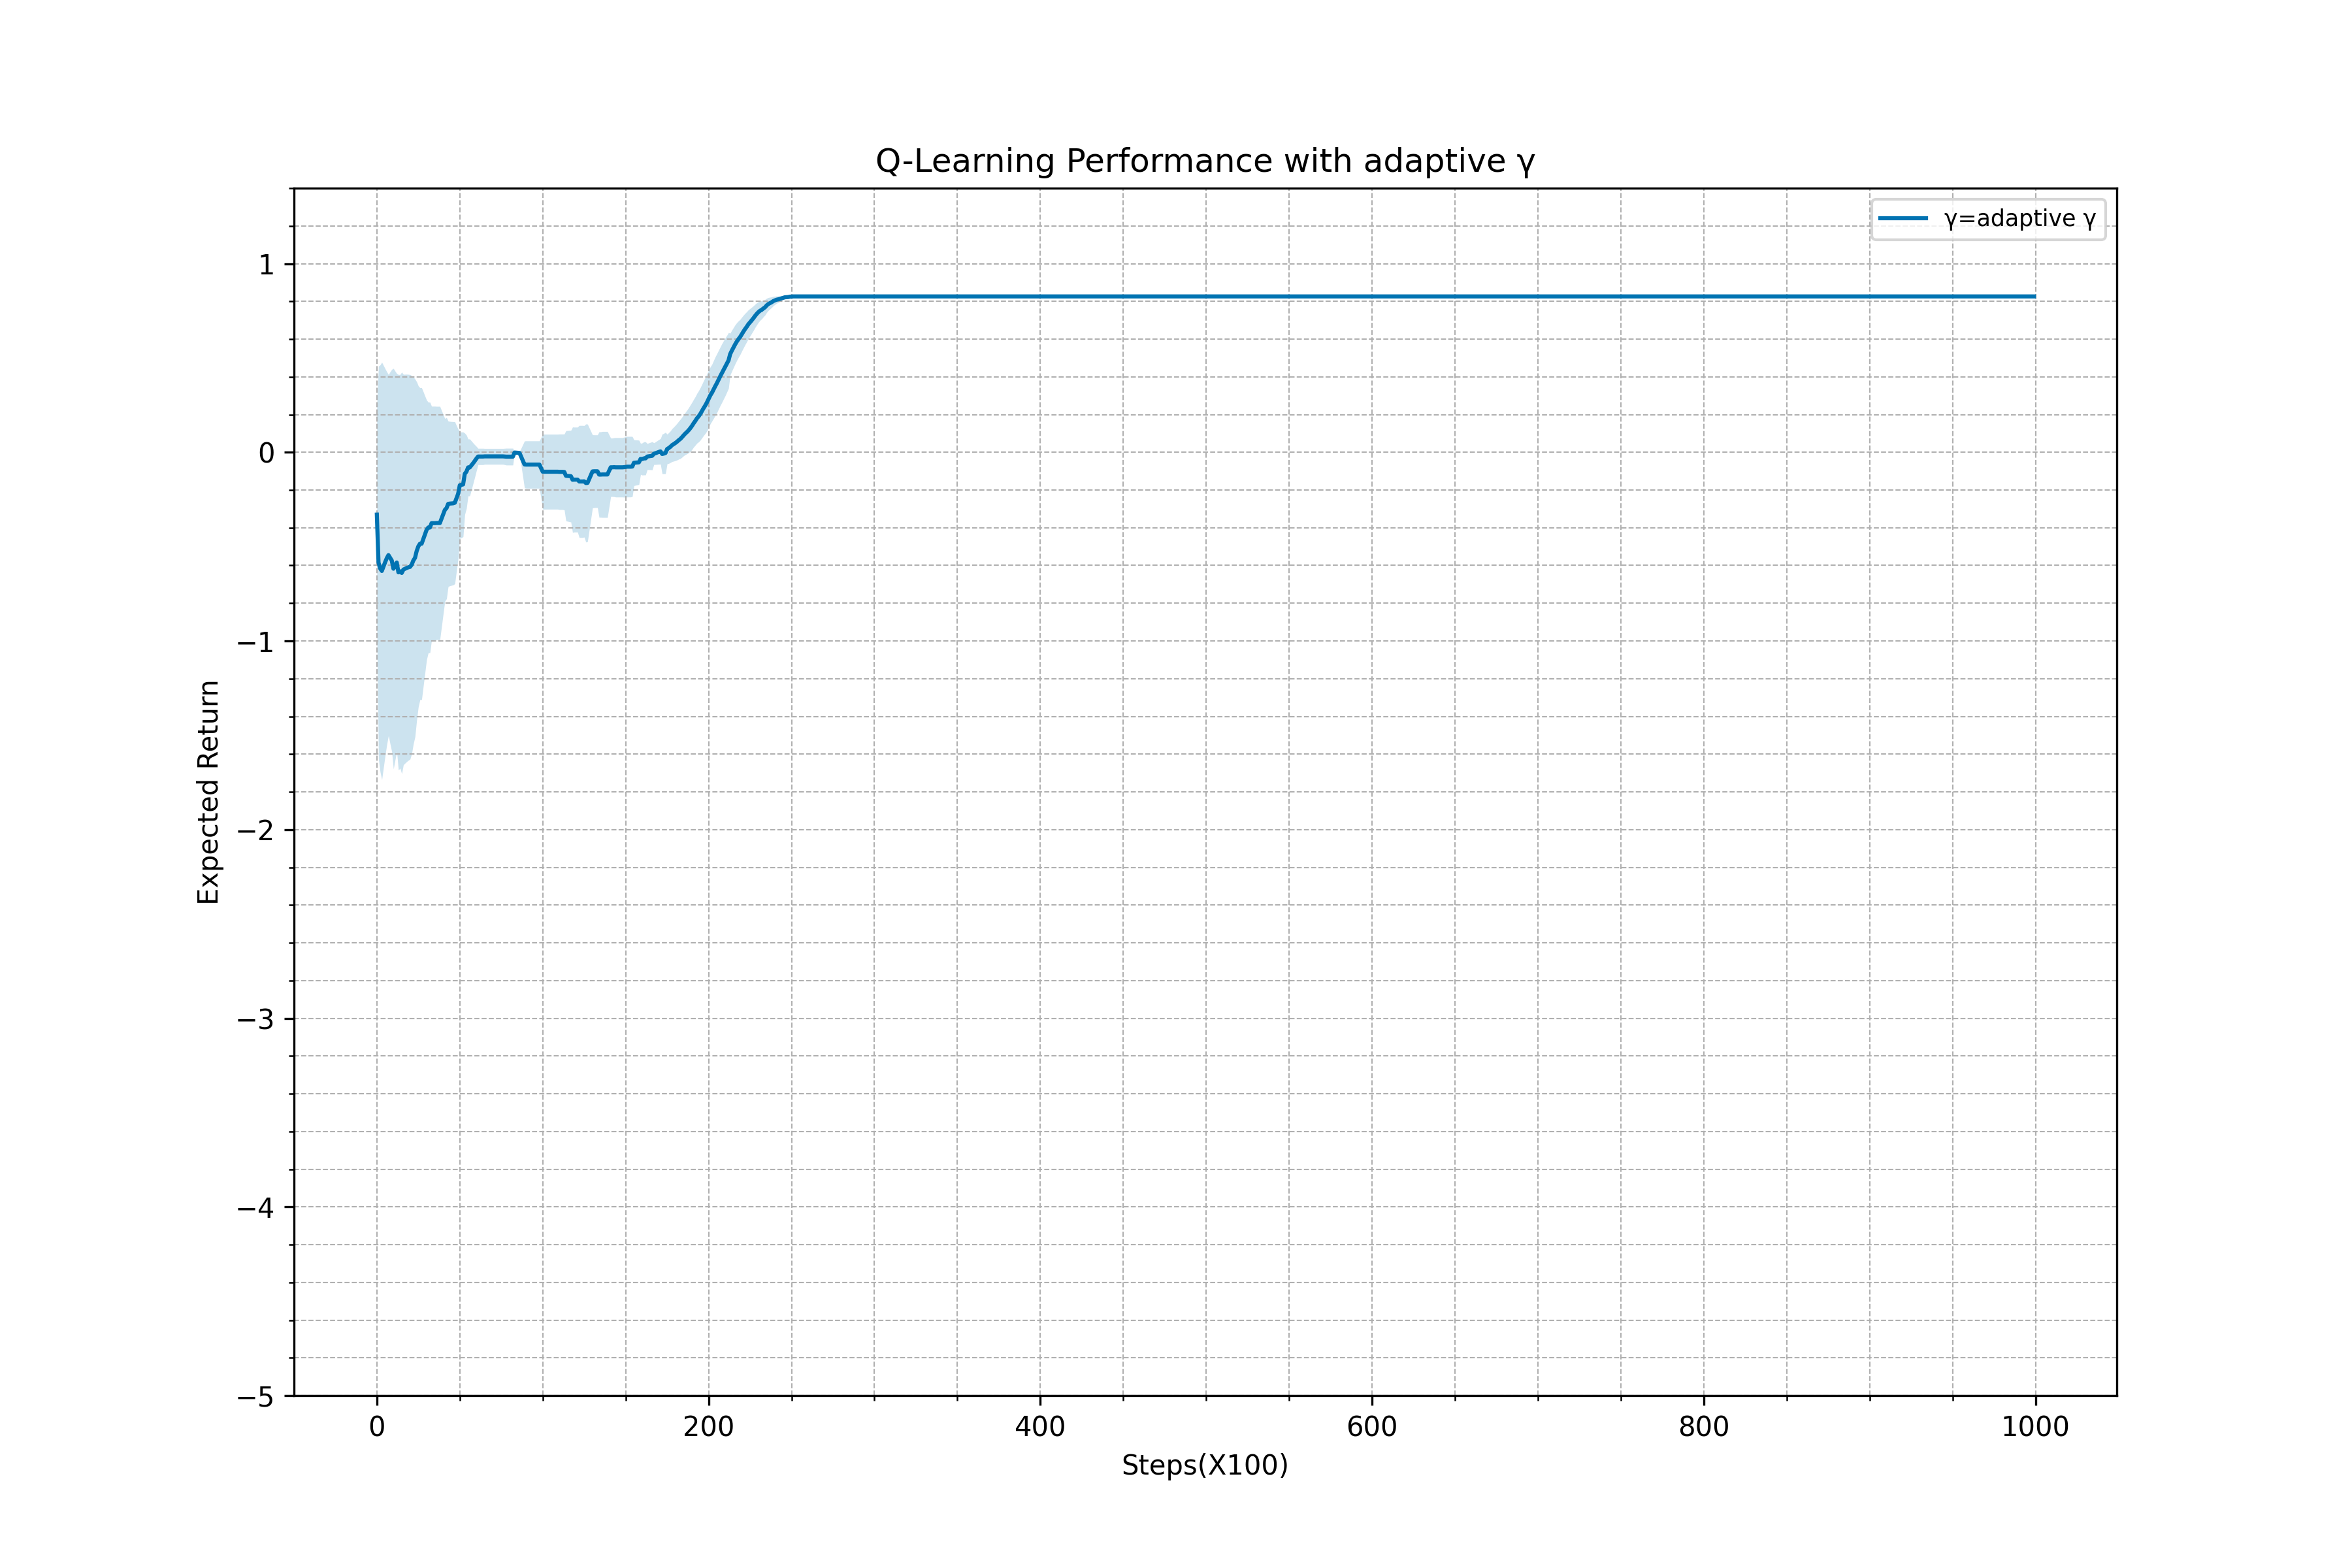 Q-Learning Performance with adaptive γ
γ=adaptive γ
1
0
−1
−2
−3
−4
−5
Expected Return
0 200 400 600 800 1000
Steps(X100)